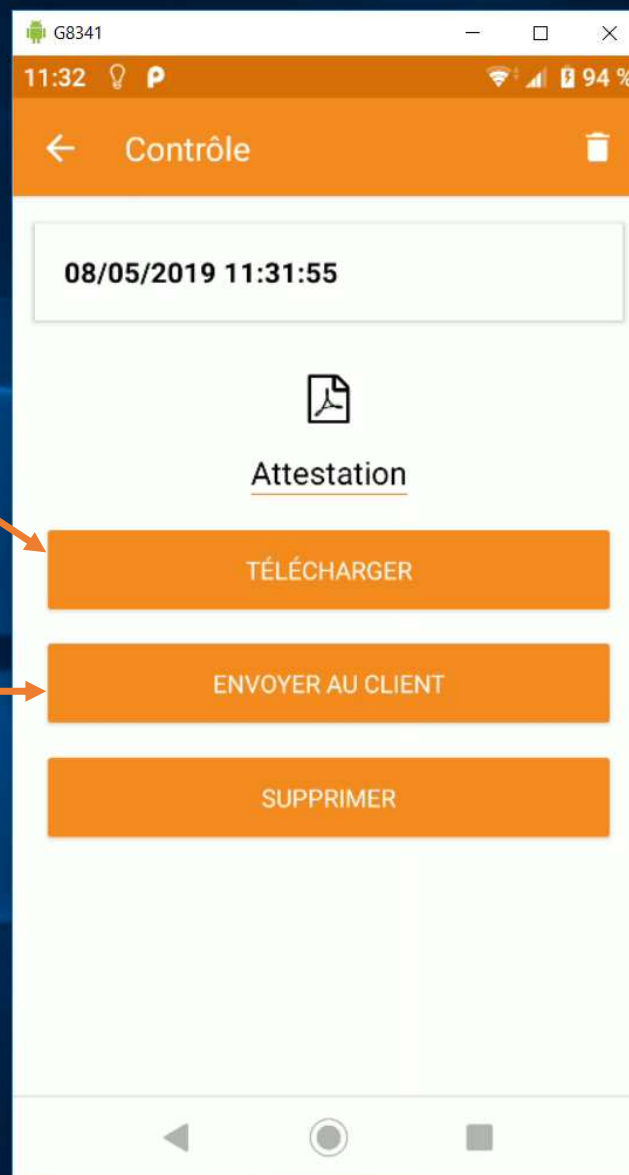 G8341
11:32 P 94 %
Contrôle
08/05/2019 11:31:55
Attestation
TÉLÉCHARGER
ENVOYER AU CLIENT
SUPPRIMER